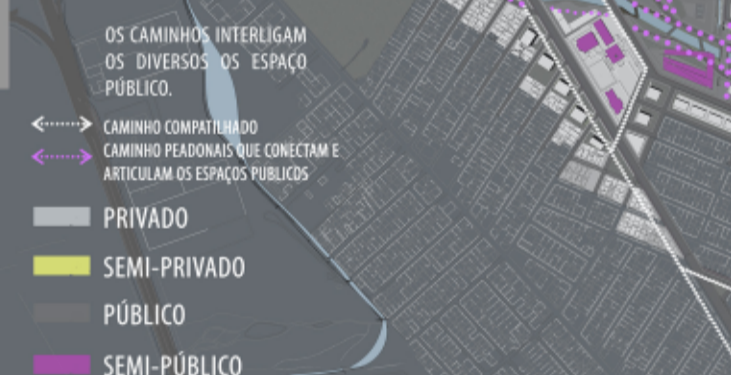 OS CAMINHOS INTERLIGAM
OS DIVERSOS OS ESPAÇO
PÚBLICO.
CAMINHO COMPATILHADO
CAMINHO PEADONAIS QUE CONECTAM E
ARTICULAM OS ESPAÇOS PUBLICOS
PRIVADO
SEMI-PRIVADO
PÚBLICO
SEMI-PÚBLICO